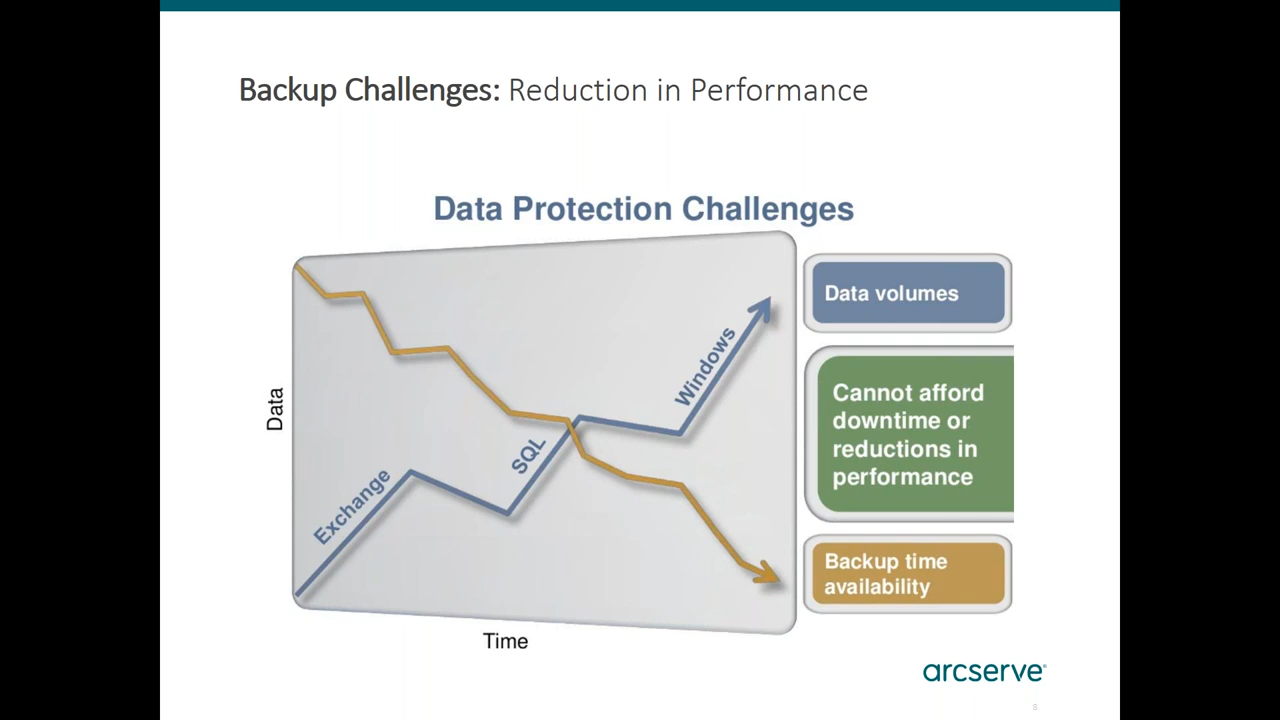 Backup Challenges: Reduction in Performance
Data Protection Challenges
Data
Exchange
SQL
Windows
Time
Data volumes
Cannot afford
downtime or
reductions in
performance
Backup time
availability
arcserve®
8